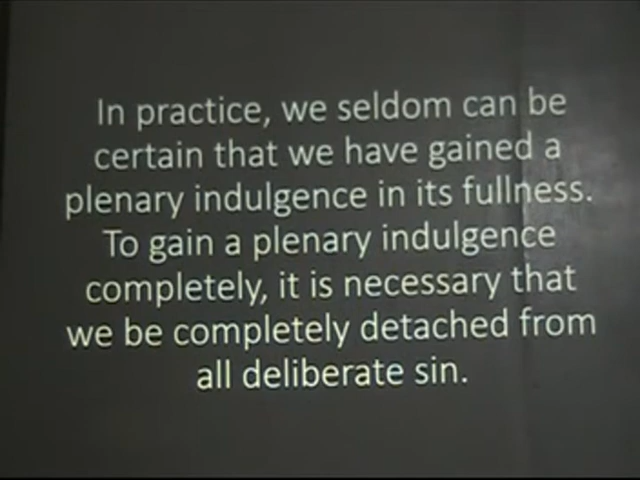 In practice, we seldom can be
certain that we have gained a
plenary indulgence in its fullness.
To gain a plenary indulgence
completely, it is necessary that
we be completely detached from
all deliberate sin.